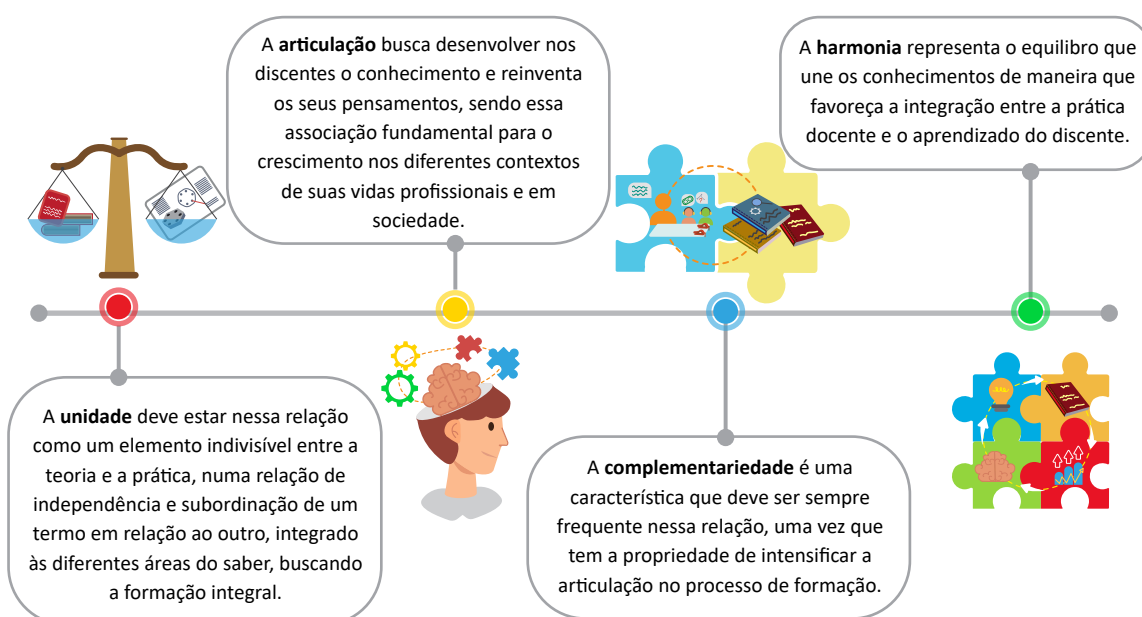 A unidade deve estar nessa relação
como um elemento indivisível entre a
teoria e a prática, numa relação de
independência e subordinação de um
termo em relação ao outro, integrado
às diferentes áreas do saber, buscando
a formação integral.
A articulação busca desenvolver nos
discentes o conhecimento e reinventa
os seus pensamentos, sendo essa
associação fundamental para o
crescimento nos diferentes contextos
de suas vidas profissionais e em
sociedade.
A complementariedade é uma
característica que deve ser sempre
frequente nessa relação, uma vez que
tem a propriedade de intensificar a
articulação no processo de formação.
A harmonia representa o equilibro que
une os conhecimentos de maneira que
favoreça a integração entre a prática
docente e o aprendizado do discente.